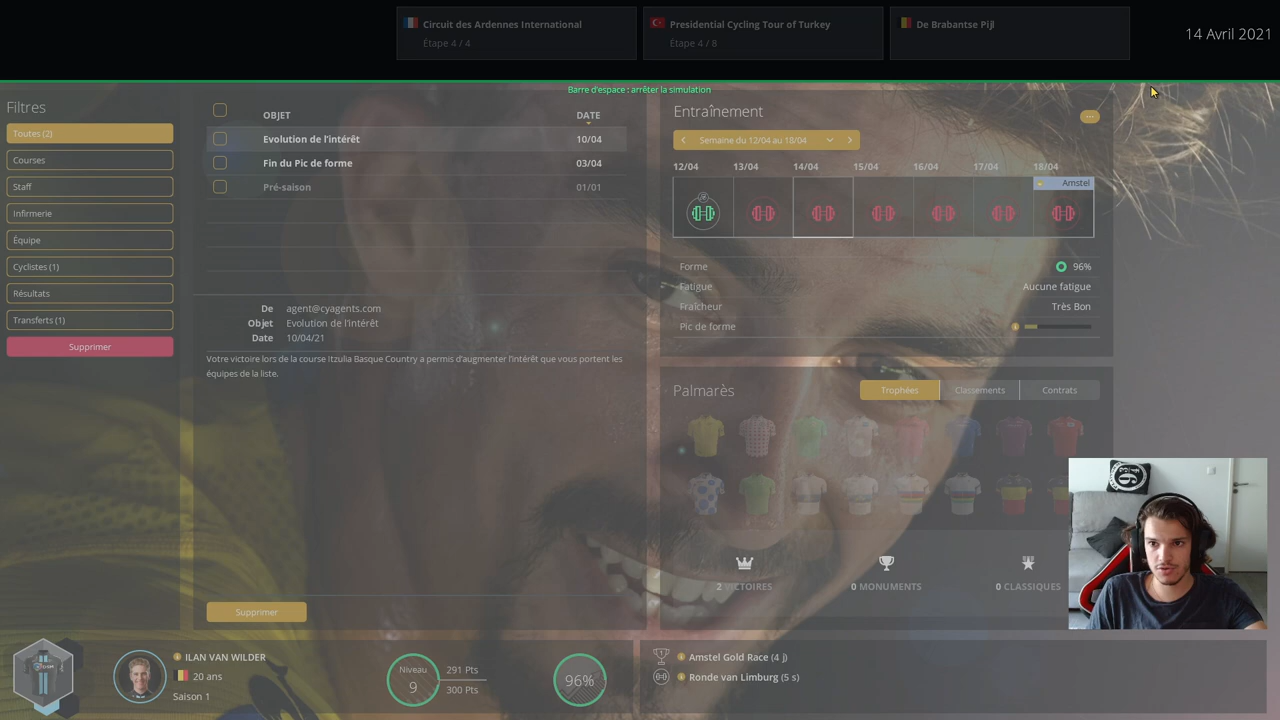 Circuit des Ardennes International
Étape 4 / 4
Presidential Cycling Tour of Turkey
Étape 4 / 8
De Brabantse Pijl
14 Avril 2021
Barre d'espace : arrêter la simulation
Filtres
Toutes (2)
Courses
Staff
Infirmerie
Équipe
Cyclistes (1)
Résultats
Transferts (1)
Supprimer
OBJET DATE
Evolution de l'intérêt 10/04
Fin du Pic de forme 03/04
Pré-saison 01/01
De agent@cyagents.com
Objet Evolution de l'intérêt
Date 10/04/21
Votre victoire lors de la course Itzulia Basque Country a permis d'augmenter l'intérêt que vous portent les
équipes de la liste.
Supprimer
Entraînement
Semaine du 12/04 au 18/04
12/04 13/04 14/04 15/04 16/04 17/04 18/04
Amstel
Forme 96%
Fatigue Aucune fatigue
Fraîcheur Très Bon
Pic de forme
Palmarès
Trophées Classements Contrats
2 VICTOIRES 0 MONUMENTS 0 CLASSIQUES
ILAN VAN WILDER
20 ans
Saison 1
Niveau
9
291 Pts
300 Pts
96%
Amstel Gold Race (4 j)
Ronde van Limburg (5 s)